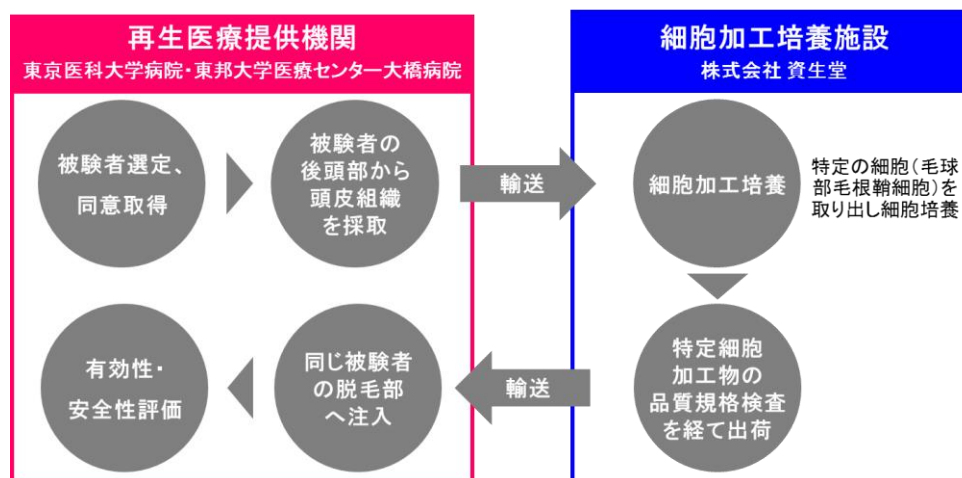 再生医療提供機関
東京医科大学病院・東邦大学医療センター大橋病院
細胞加工培養施設
株式会社 資生堂
被験者選定、
同意取得
被験者の
後頭部から
頭皮組織
を採取
輸送
細胞加工培養
特定の細胞(毛球
部毛根鞘細胞)を
取り出し細胞培養
特定細胞
加工物の
品質規格検査
を経て出荷
輸送
同じ被験者
の脱毛部
へ注入
有効性・
安全性評価